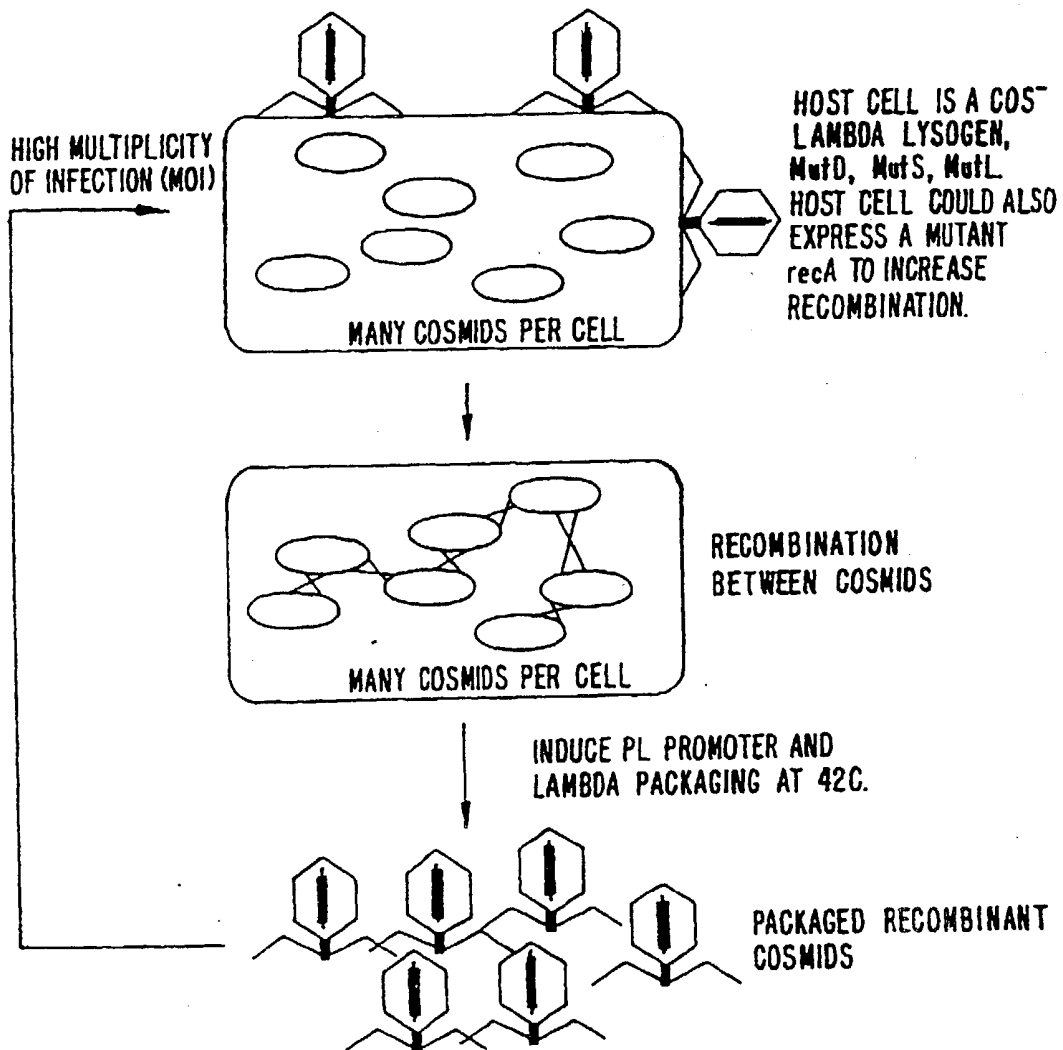 HIGH MULTIPLICITY
OF INFECTION (MOI)
HOST CELL IS A COS⁻
LAMBDA LYSOGEN,
MutD, MutS, MutL.
HOST CELL COULD ALSO
EXPRESS A MUTANT
recA TO INCREASE
RECOMBINATION.
MANY COSMIDS PER CELL
RECOMBINATION
BETWEEN COSMIDS
MANY COSMIDS PER CELL
INDUCE PL PROMOTER AND
LAMBDA PACKAGING AT 42C.
PACKAGED RECOMBINANT
COSMIDS